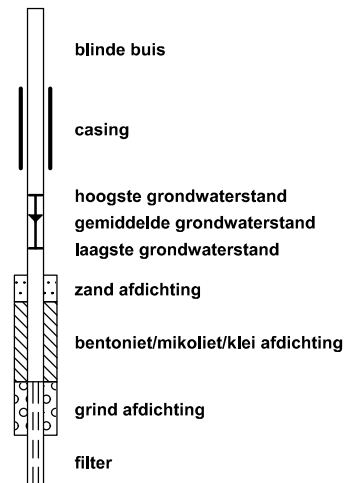 blinde buis
casing
hoogste grondwaterstand
gemiddelde grondwaterstand
laagste grondwaterstand
zand afdichting
bentoniet/mikoliet/klei afdichting
grind afdichting
filter